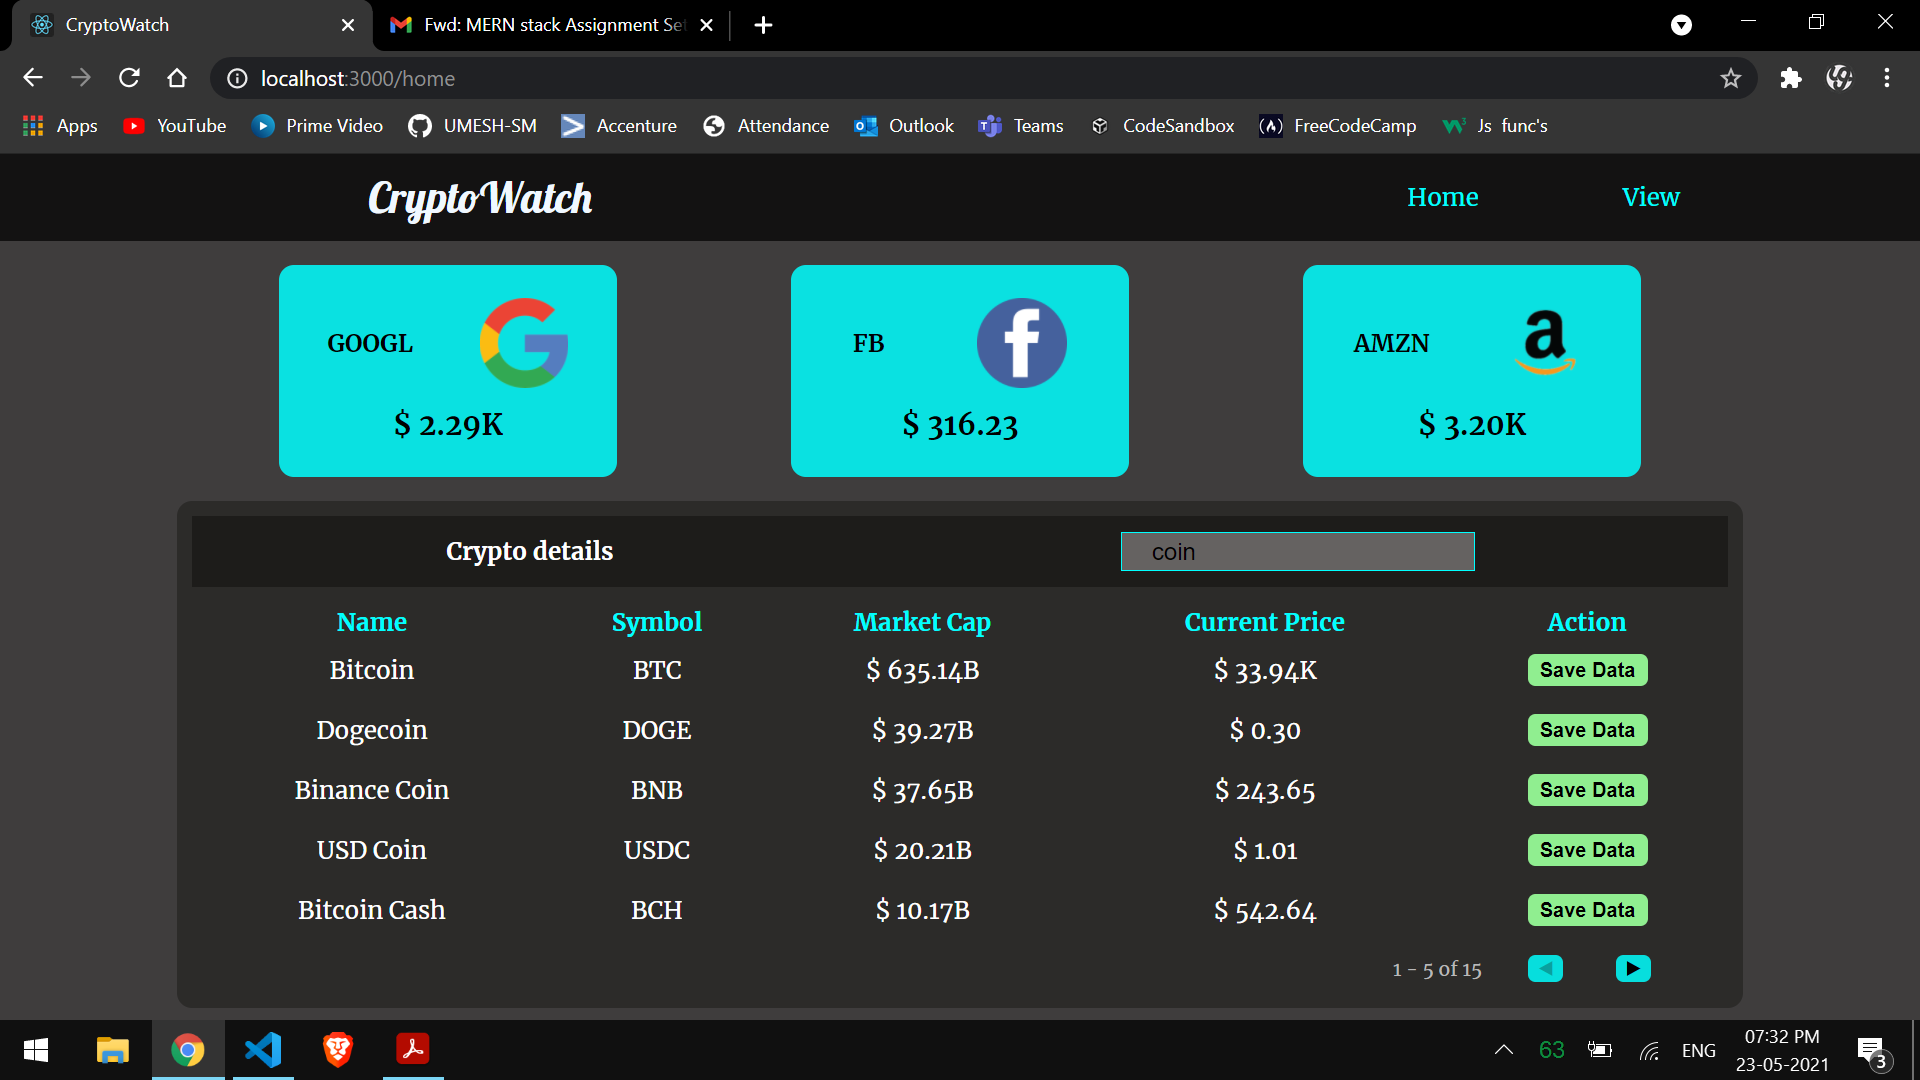 CryptoWatch
Fwd: MERN stack Assignment Set
localhost:3000/home
Apps YouTube Prime Video UMESH-SM Accenture Attendance Outlook Teams CodeSandbox FreeCodeCamp Js func's
CryptoWatch Home View
GOOGL
$ 2.29K
FB
$ 316.23
AMZN
$ 3.20K
Crypto details coin
Name Symbol Market Cap Current Price Action
Bitcoin BTC $ 635.14B $ 33.94K Save Data
Dogecoin DOGE $ 39.27B $ 0.30 Save Data
Binance Coin BNB $ 37.65B $ 243.65 Save Data
USD Coin USDC $ 20.21B $ 1.01 Save Data
Bitcoin Cash BCH $ 10.17B $ 542.64 Save Data
1 - 5 of 15
63 ENG 07:32 PM
23-05-2021
3